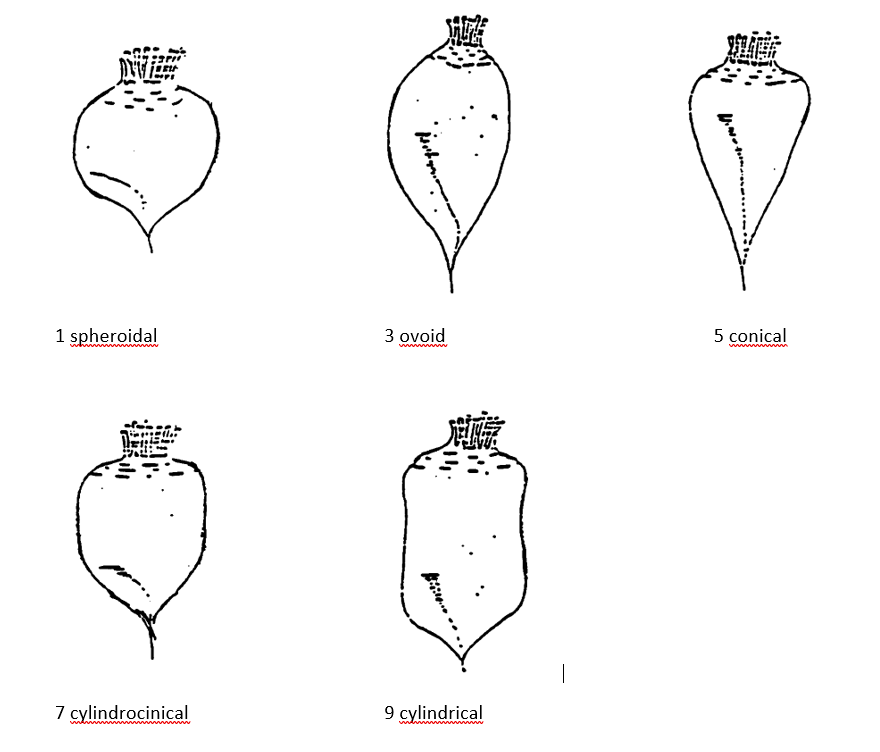 1 spheroidal
3 ovoid
5 conical
7 cylindrocinical
9 cylindrical